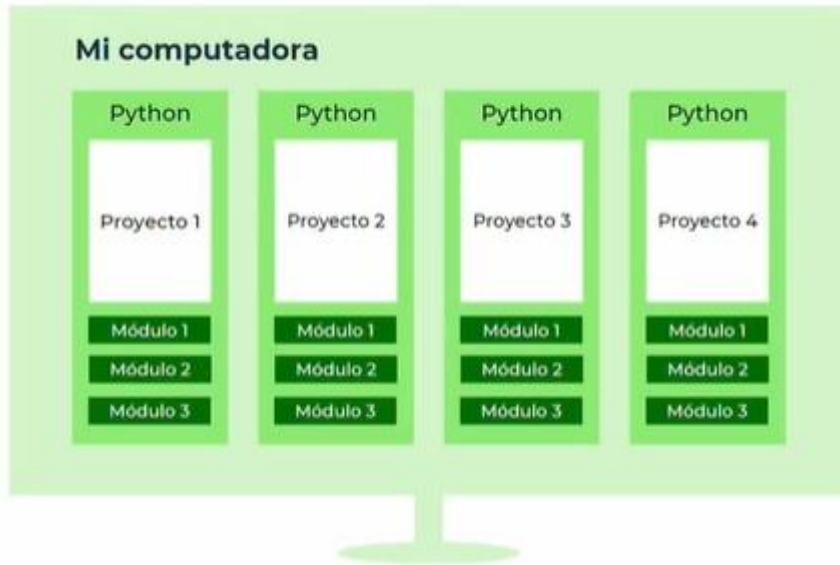 Mi computadora
Python
Proyecto 1
Módulo 1
Módulo 2
Módulo 3
Python
Proyecto 2
Módulo 1
Módulo 2
Módulo 3
Python
Proyecto 3
Módulo 1
Módulo 2
Módulo 3
Python
Proyecto 4
Módulo 1
Módulo 2
Módulo 3